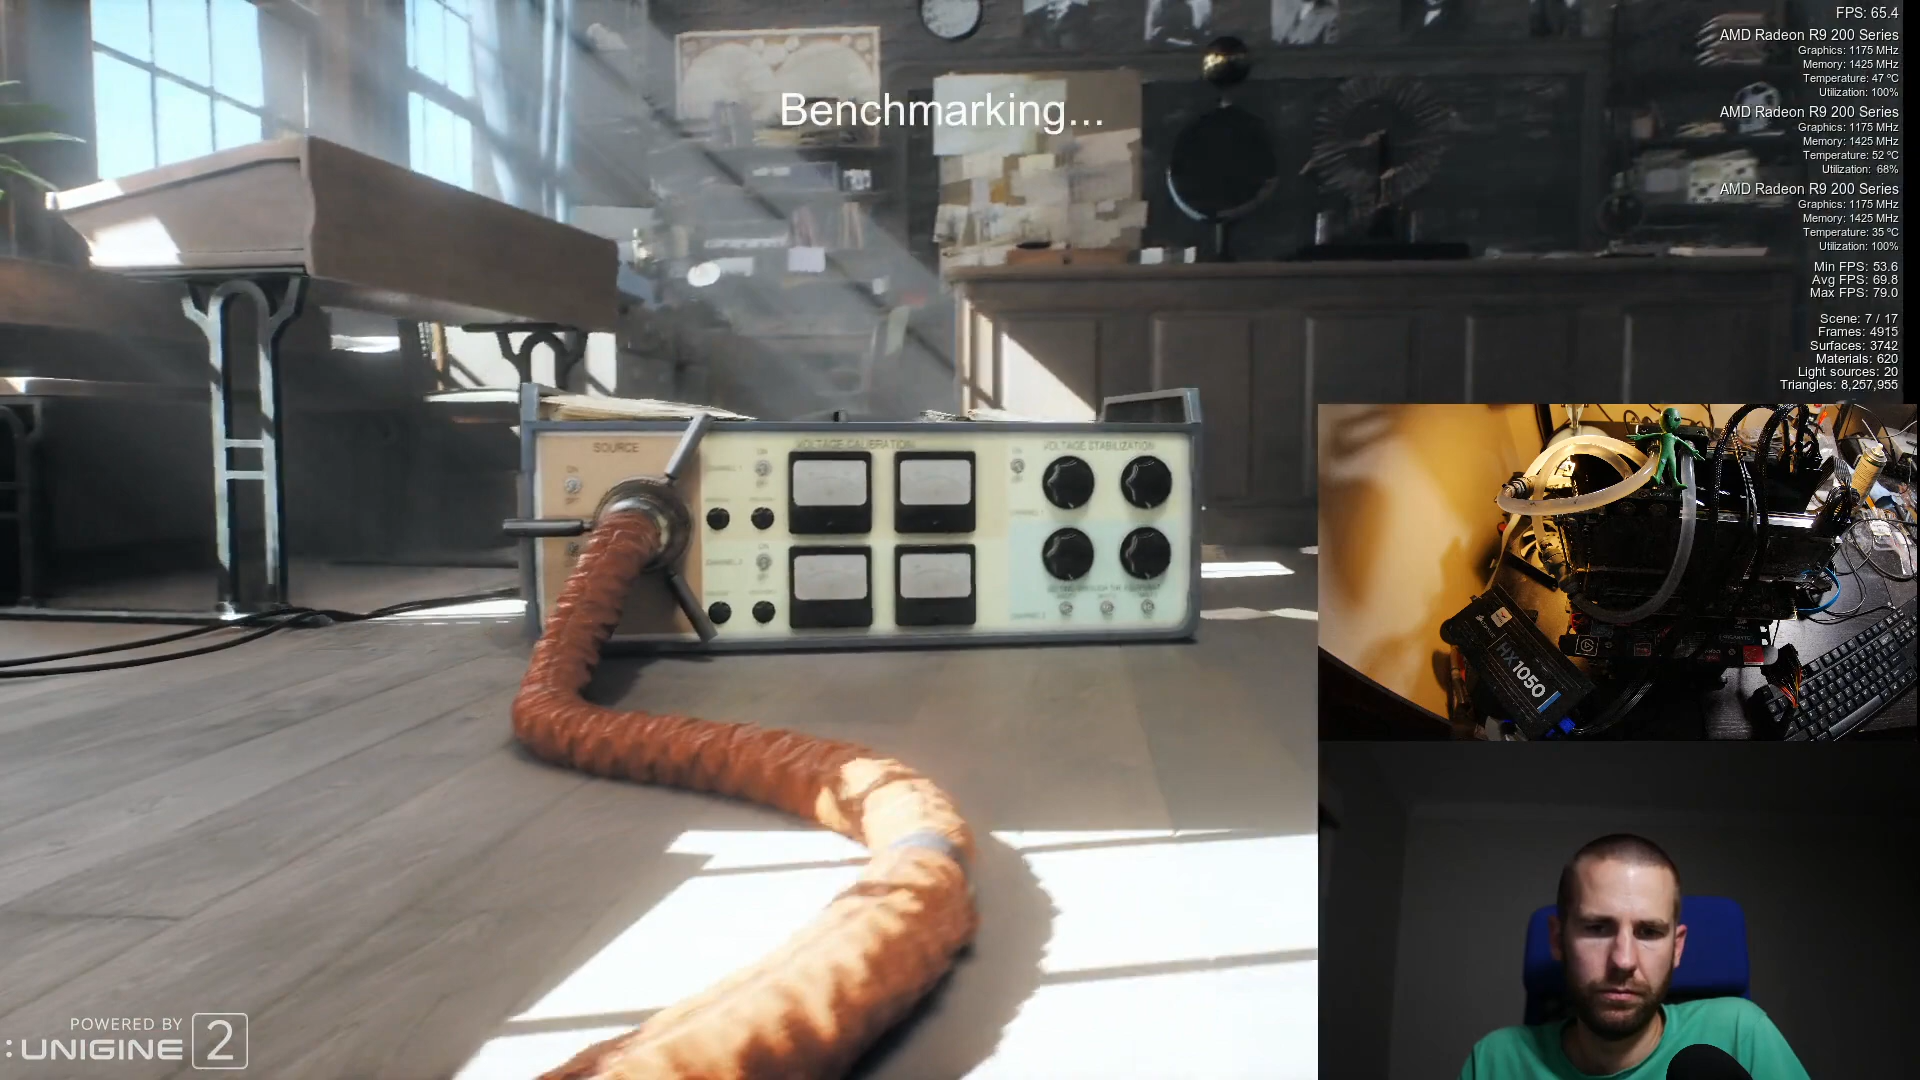 FPS: 65.4
AMD Radeon R9 200 Series
Graphics: 1175 MHz
Memory: 1425 MHz
Temperature: 47 ºC
Utilization: 100%
AMD Radeon R9 200 Series
Graphics: 1175 MHz
Memory: 1425 MHz
Temperature: 52 ºC
Utilization: 68%
AMD Radeon R9 200 Series
Graphics: 1175 MHz
Memory: 1425 MHz
Temperature: 35 ºC
Utilization: 100%
Min FPS: 53.6
Avg FPS: 69.8
Max FPS: 79.0
Scene: 7 / 17
Frames: 4915
Surfaces: 3742
Materials: 620
Light sources: 20
Triangles: 8,257,955
Benchmarking...
SOURCE
VOLTAGE CALIBRATION
VOLTAGE STABILIZATION
HX1050
POWERED BY
UNIGINE 2